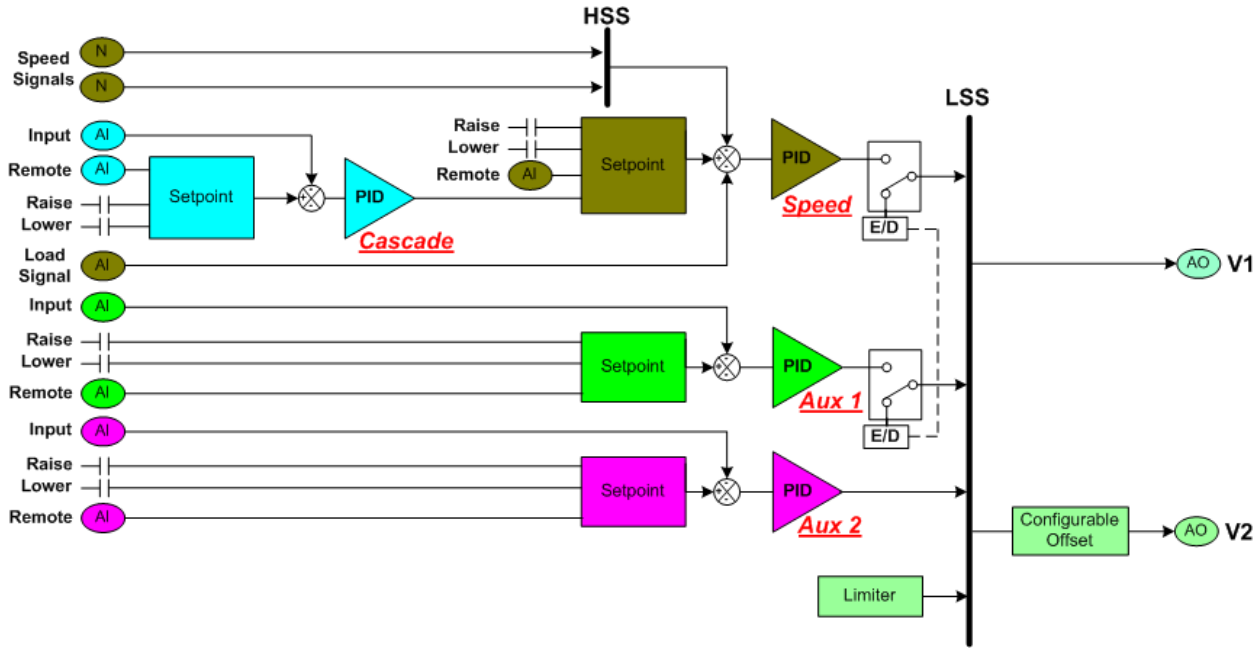 HSS
Speed
Signals
N
N
LSS
Input
AI
Remote
AI
Setpoint
Raise
Lower
PID
Cascade
Raise
Lower
Remote
AI
Setpoint
PID
Speed
E/D
Load
Signal
AI
AO
V1
Input
AI
Raise
Lower
Remote
AI
Setpoint
PID
Aux 1
E/D
Input
AI
Raise
Lower
Remote
AI
Setpoint
PID
Aux 2
Configurable
Offset
AO
V2
Limiter